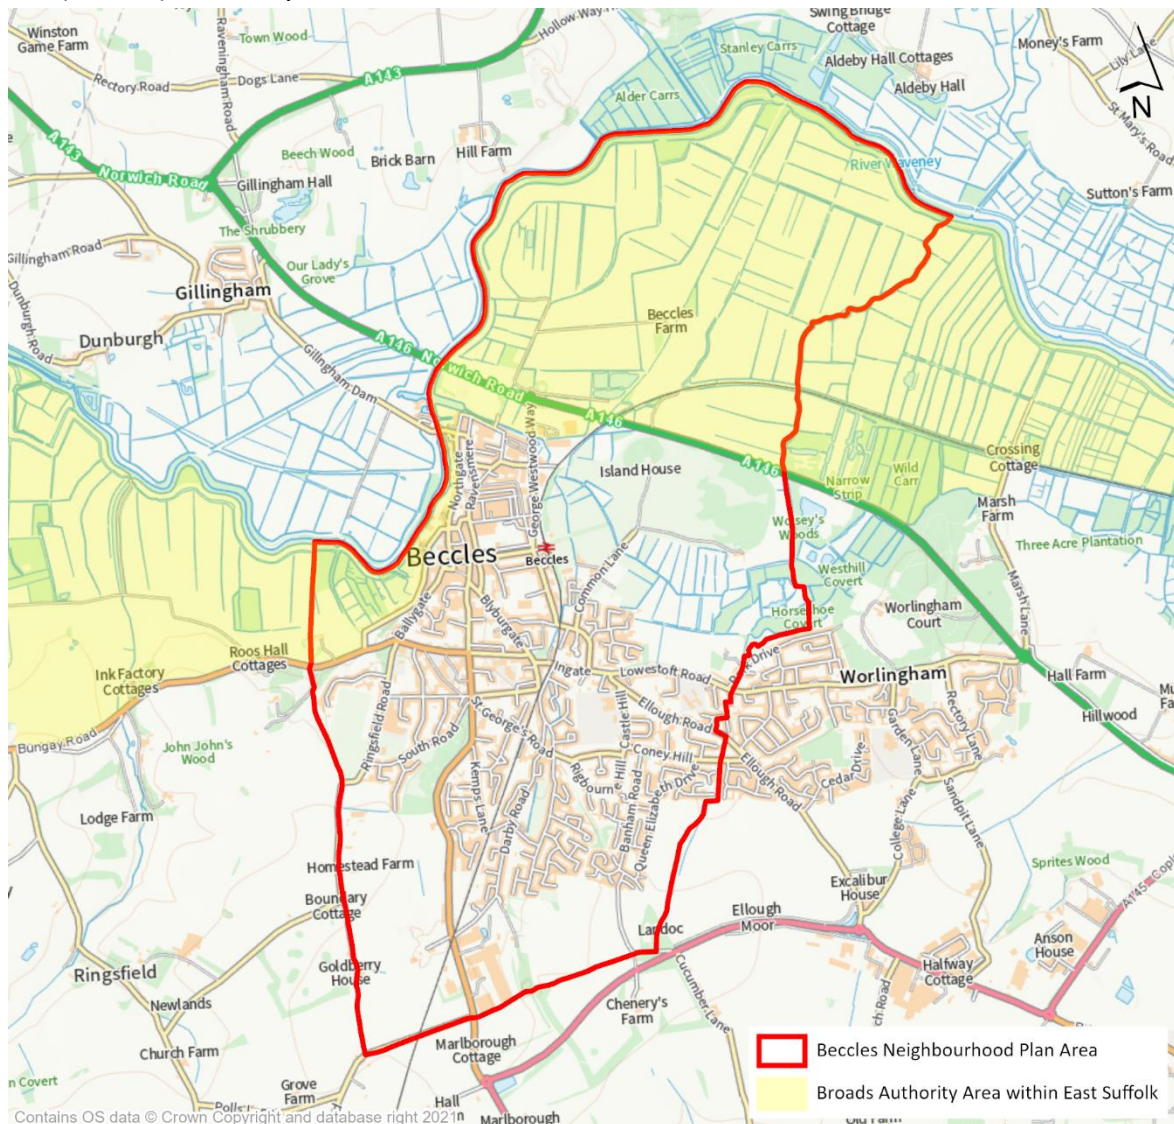 Winston
Game Farm
Town Wood
Raveningham Road
Rectory Road
Dogs Lane
A143
Hollow Way
Stanley Carrs
Swing Bridge
Cottage
Aldeby Hall Cottages
Aldeby Hall
Money's Farm
Lily Lane
N
Alder Carrs
St Mary's Road
A143
Norwich Road
Beech Wood
Brick Barn
Hill Farm
Gillingham Hall
River Waveney
Sutton's Farm
The Shrubbery
Gillingham Road
Our Lady's
Grove
Gillingham
Dunburgh Road
Dunburgh
Beccles
Farm
Gillingham Dam
A146 Norwich Road
A146
A146
Crossing
Cottage
Island House
Northgate
Ravensmere
George Westwood Way
Narrow
Strip
Wild
Carr
Marsh
Farm
Wolsey's
Woods
Three Acre Plantation
Beccles
Beccles
Common Lane
Westhill
Covert
Marsh Lane
Horseshoe
Covert
Worlingham
Court
Ballygate
Blyburgate
Roos Hall
Cottages
Ink Factory
Cottages
Ingate
Lowestoft Road
Park Drive
Worlingham
Hall Farm
Hillwood
Bungay Road
John John's
Wood
Ringsfield Road
South Road
St George's Road
Ellough Road
Castle Hill
Coney Hill
Garden Lane
Rectory Lane
Kemps Lane
Rigbourne Hill
Queen Elizabeth Drive
Banham Road
Ellough Road
Cedar Drive
Sandpit Lane
College Lane
Lodge Farm
Darby Road
Homestead Farm
Sprites Wood
Boundary
Cottage
Excalibur
House
A145
Landoc
Ellough
Moor
Anson
House
Ringsfield
Goldberry
House
Halfway
Cottage
Newlands
Cucumber Lane
Chenery's
Farm
Church Farm
Marlborough
Cottage
Grove
Farm
Hall
Marlborough
Beccles Neighbourhood Plan Area
Broads Authority Area within East Suffolk
Contains OS data © Crown Copyright and database right 2021